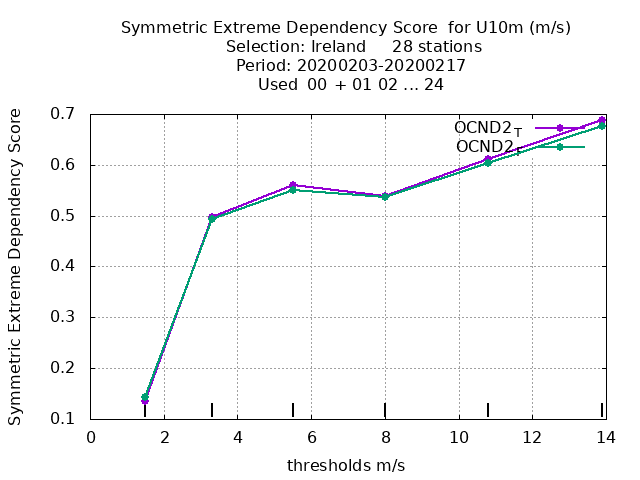 Symmetric Extreme Dependency Score  for U10m (m/s)
Selection: Ireland     28 stations
Period: 20200203-20200217
Used  00 + 01 02 ... 24
Symmetric Extreme Dependency Score
0.7
0.6
0.5
0.4
0.3
0.2
0.1
OCND2T
OCND2
0 2 4 6 8 10 12 14
thresholds m/s